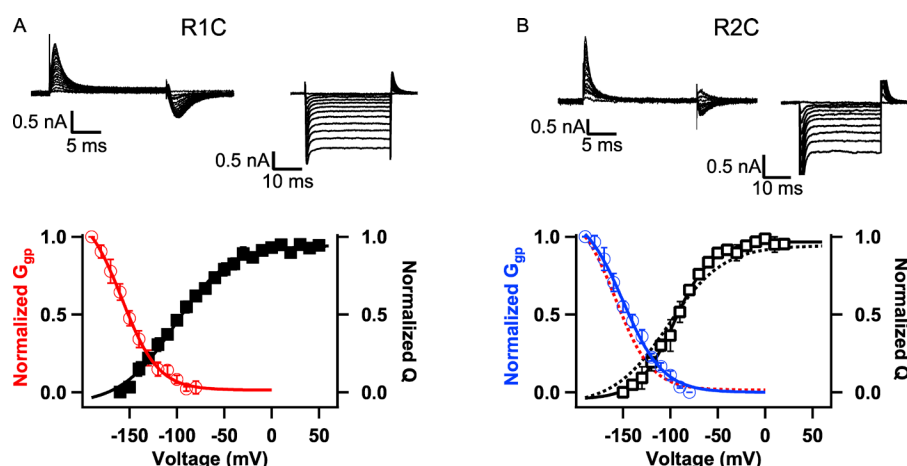 A
R1C
0.5 nA
5 ms
0.5 nA
10 ms
Normalized Ggp
1.0
0.5
0.0
1.0
0.5
0.0
Normalized Q
-150 -100 -50 0 50
Voltage (mV)
B
R2C
0.5 nA
5 ms
0.5 nA
10 ms
Normalized Ggp
1.0
0.5
0.0
1.0
0.5
0.0
Normalized Q
-150 -100 -50 0 50
Voltage (mV)